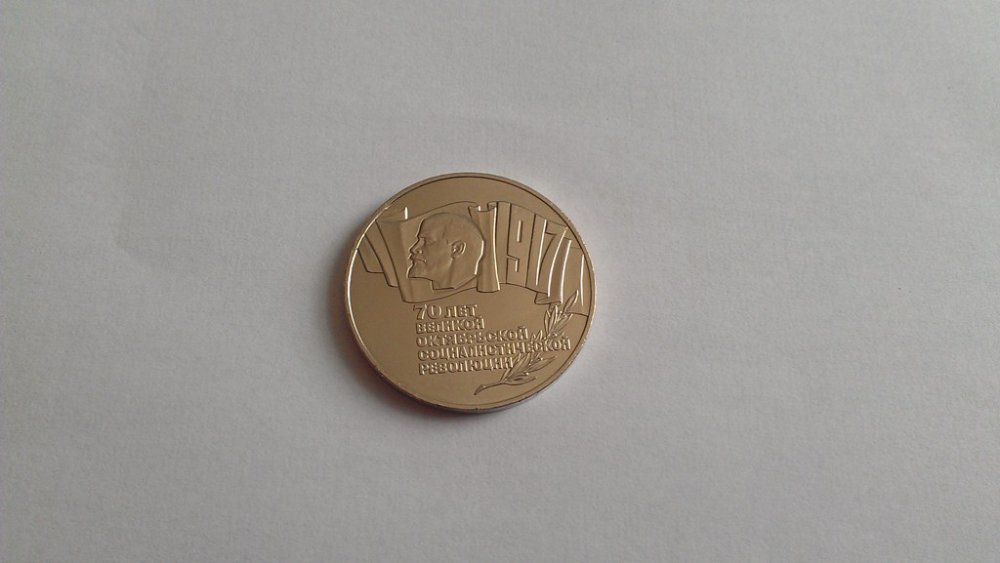 1917
70 ЛЕТ
ВЕЛИКОЙ
ОКТЯБРЬСКОЙ
СОЦИАЛИСТИЧЕСКОЙ
РЕВОЛЮЦИИ